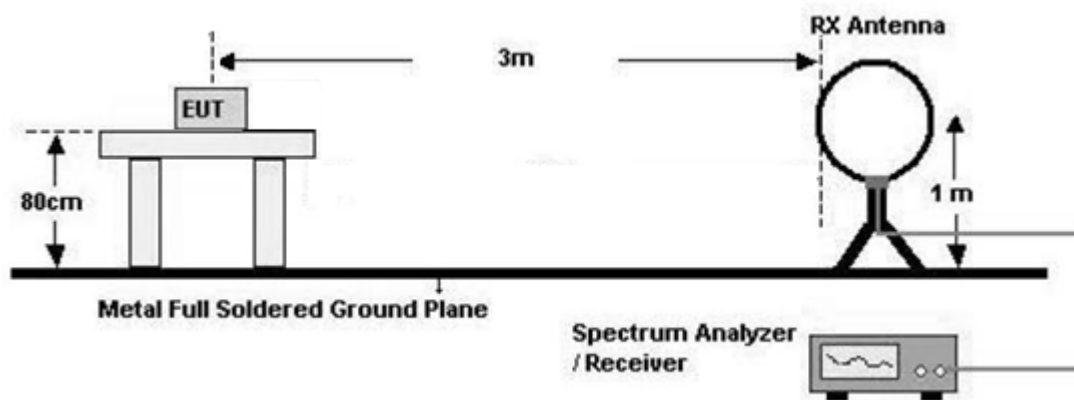 RX Antenna
3m
EUT
80cm
1 m
Metal Full Soldered Ground Plane
Spectrum Analyzer
/ Receiver